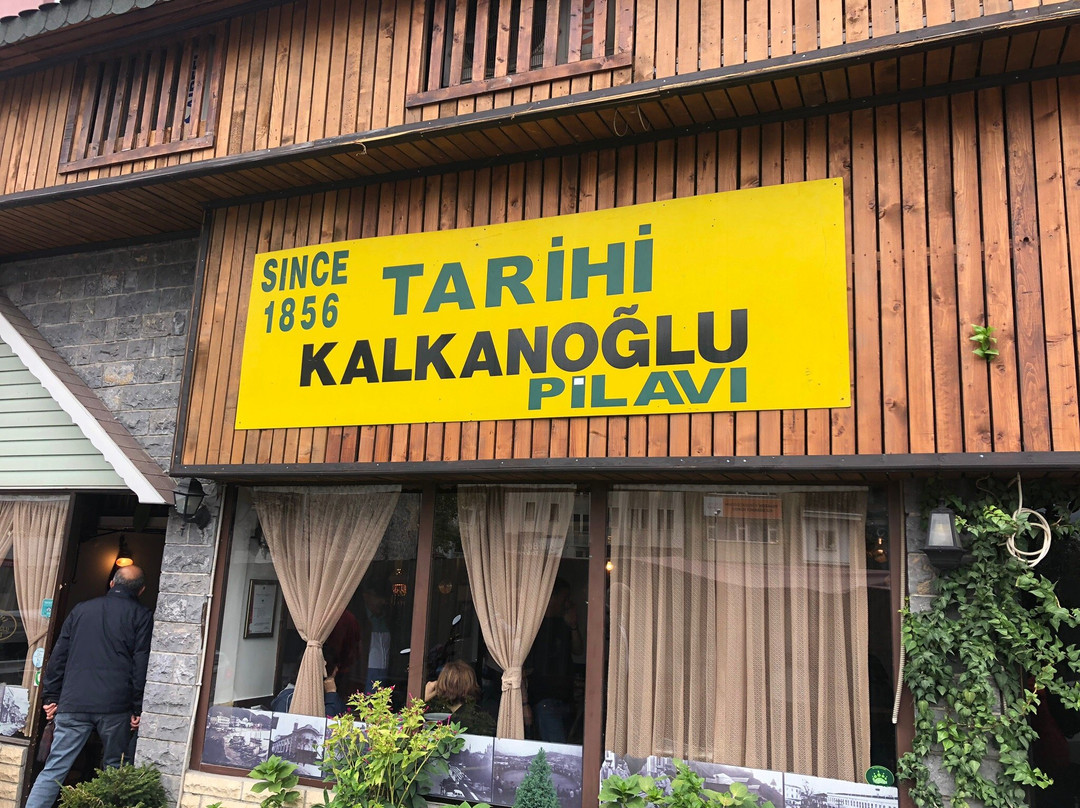 SINCE
1856
TARİHİ
KALKANOĞLU
PİLAVI